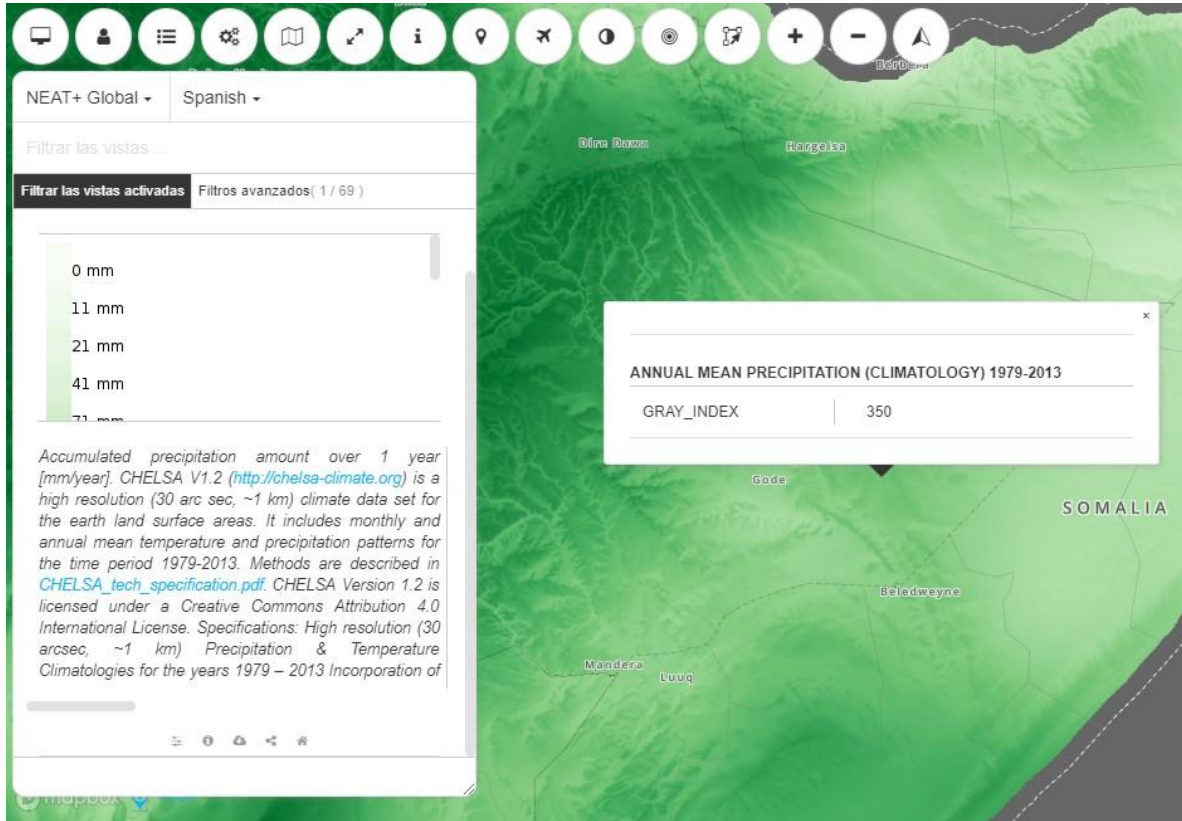 Berbera
NEAT+ Global
Spanish
Filtrar las vistas ...
Dire Dawa
Hargeisa
Filtrar las vistas activadas
Filtros avanzados( 1 / 69 )
0 mm
11 mm
21 mm
41 mm
71 mm
×
ANNUAL MEAN PRECIPITATION (CLIMATOLOGY) 1979-2013
GRAY_INDEX 350
Accumulated precipitation amount over 1 year
[mm/year]. CHELSA V1.2 (http://chelsa-climate.org) is a
high resolution (30 arc sec, ~1 km) climate data set for
the earth land surface areas. It includes monthly and
annual mean temperature and precipitation patterns for
the time period 1979-2013. Methods are described in
CHELSA_tech_specification.pdf. CHELSA Version 1.2 is
licensed under a Creative Commons Attribution 4.0
International License. Specifications: High resolution (30
arcsec, ~1 km) Precipitation & Temperature
Climatologies for the years 1979 – 2013 Incorporation of
Gode
SOMALIA
Beledweyne
Mandera
Luuq
mapbox